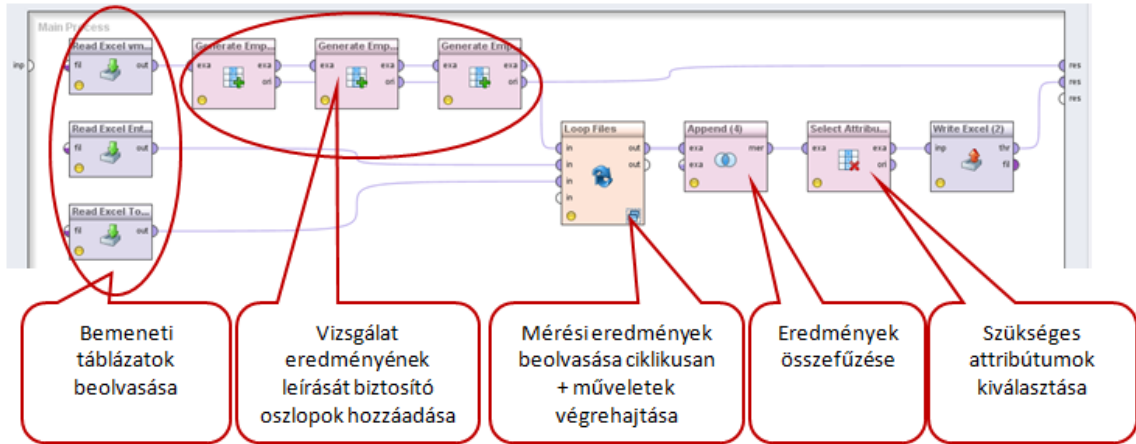 Main Process
Read Excel vm...
Generate Emp...
Generate Emp...
Generate Emp...
inp
fil
out
exa
exa
ori
exa
exa
ori
exa
exa
ori
res
res
res
Read Excel Ent...
fil
out
Loop Files
in
in
in
in
out
out
Append (4)
exa
exa
mer
Select Attribu...
exa
exa
ori
Write Excel (2)
inp
thr
fil
Read Excel To...
fil
out
Bemeneti
táblázatok
beolvasása
Vizsgálat
eredményének
leírását biztosító
oszlopok hozzáadása
Mérési eredmények
beolvasása ciklikusan
+ műveletek
végrehajtása
Eredmények
összefűzése
Szükséges
attribútumok
kiválasztása